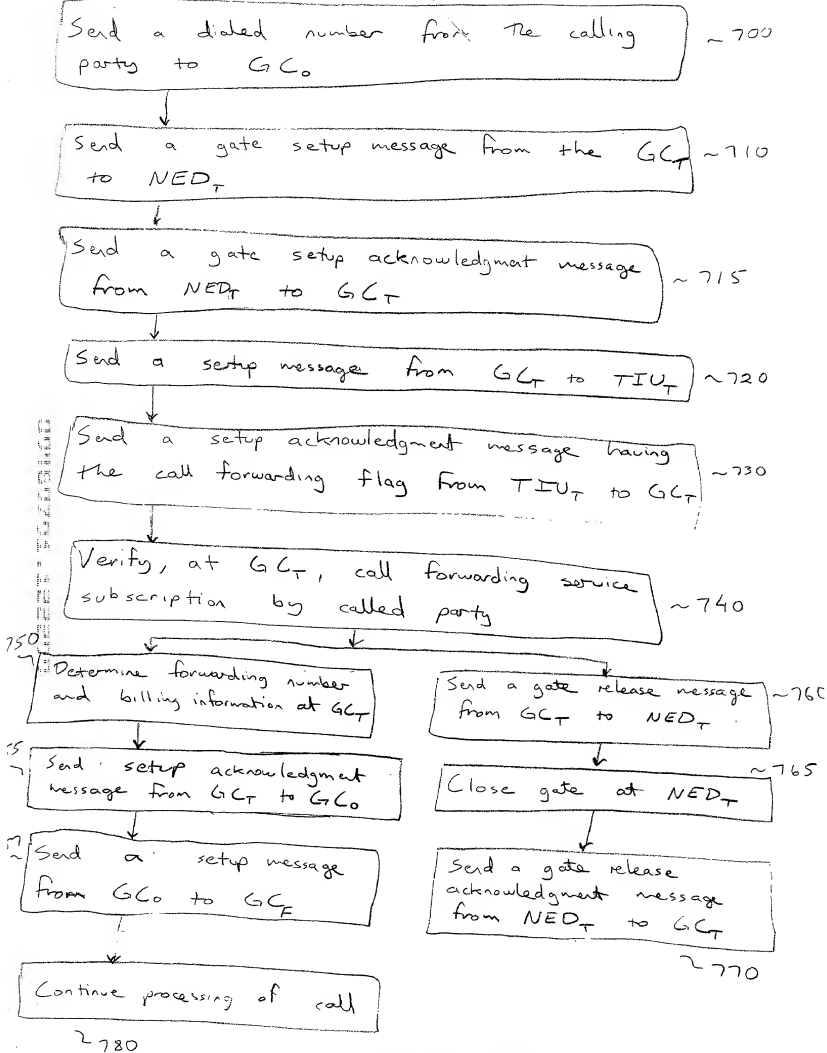 Send a dialed number from the calling ~ 700
party to GC₀
Send a gate setup message from the GC_T ~ 710
to NED_T
Send a gate setup acknowledgment message
from NED_T to GC_T ~ 715
Send a setup message from GC_T to TIU_T ~ 720
Send a setup acknowledgment message having
the call forwarding flag from TIU_T to GC_T ~ 730
Verify, at GC_T, call forwarding service
subscription by called party ~ 740
750
Determine forwarding number
and billing information at GC_T
Send a gate release message ~ 760
from GC_T to NED_T
Send setup acknowledgment
message from GC_T to GC₀
~ 765
Close gate at NED_T
Send a setup message
from GC₀ to GC_F
Send a gate release
acknowledgment message
from NED_T to GC_T
~ 770
Continue processing of call
~ 780